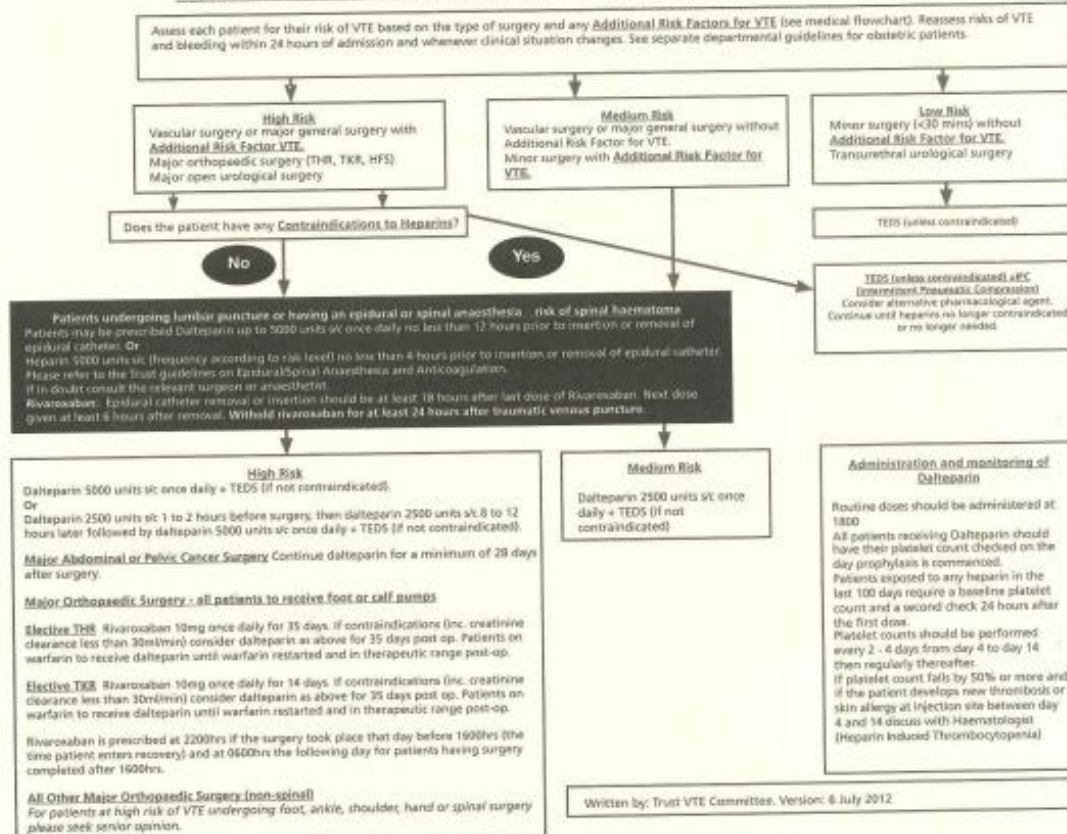 Assess each patient for their risk of VTE based on the type of surgery and any Additional Risk Factors for VTE (see medical flowchart). Reassess risks of VTE
and bleeding within 24 hours of admission and whenever clinical situation changes. See separate departmental guidelines for obstetric patients.
High Risk
Vascular surgery or major general surgery with
Additional Risk Factor VTE.
Major orthopaedic surgery (THR, TKR, HFS)
Major open urological surgery
Medium Risk
Vascular surgery or major general surgery without
Additional Risk Factor for VTE.
Minor surgery with Additional Risk Factor for
VTE.
Low Risk
Minor surgery (<30 mins) without
Additional Risk Factor for VTE.
Transurethral urological surgery
Does the patient have any Contraindications to Heparins?
TEDS (unless contraindicated)
No
Yes
TEDS (unless contraindicated) ±IPC
(Intermittent Pneumatic Compression)
Consider alternative pharmacological agent.
Continue until heparins no longer contraindicated
or no longer needed.
Patients undergoing lumbar puncture or having an epidural or spinal anaesthesia risk of spinal haematoma
Patients may be prescribed Dalteparin up to 5000 units s/c once daily no less than 12 hours prior to insertion or removal of
epidural catheter. Or
Heparin 5000 units s/c (frequency according to risk level) no less than 4 hours prior to insertion or removal of epidural catheter.
Please refer to the Trust guidelines on Epidural/Spinal Anaesthesia and Anticoagulation.
If in doubt consult the relevant surgeon or anaesthetist.
Rivaroxaban: Epidural catheter removal or insertion should be at least 18 hours after last dose of Rivaroxaban. Next dose
given at least 6 hours after removal. Withold rivaroxaban for at least 24 hours after traumatic venous puncture.
High Risk
Dalteparin 5000 units s/c once daily + TEDS (if not contraindicated).
Or
Dalteparin 2500 units s/c 1 to 2 hours before surgery, then dalteparin 2500 units s/c 8 to 12
hours later followed by dalteparin 5000 units s/c once daily + TEDS (if not contraindicated).
Major Abdominal or Pelvic Cancer Surgery Continue dalteparin for a minimum of 28 days
after surgery.
Major Orthopaedic Surgery - all patients to receive foot or calf pumps
Elective THR Rivaroxaban 10mg once daily for 35 days. If contraindications (inc. creatinine
clearance less than 30ml/min) consider dalteparin as above for 35 days post op. Patients on
warfarin to receive dalteparin until warfarin restarted and in therapeutic range post-op.
Elective TKR Rivaroxaban 10mg once daily for 14 days. If contraindications (inc. creatinine
clearance less than 30ml/min) consider dalteparin as above for 35 days post op. Patients on
warfarin to receive dalteparin until warfarin restarted and in therapeutic range post-op.
Rivaroxaban is prescribed at 2200hrs if the surgery took place that day before 1600hrs (the
time patient enters recovery) and at 0600hrs the following day for patients having surgery
completed after 1600hrs.
All Other Major Orthopaedic Surgery (non-spinal)
For patients at high risk of VTE undergoing foot, ankle, shoulder, hand or spinal surgery
please seek senior opinion.
Medium Risk
Dalteparin 2500 units s/c once
daily + TEDS (if not
contraindicated)
Administration and monitoring of
Dalteparin
Routine doses should be administered at
1800
All patients receiving Dalteparin should
have their platelet count checked on the
day prophylaxis is commenced.
Patients exposed to any heparin in the
last 100 days require a baseline platelet
count and a second check 24 hours after
the first dose.
Platelet counts should be performed
every 2 - 4 days from day 4 to day 14
then regularly thereafter.
If platelet count falls by 50% or more and
if the patient develops new thrombosis or
skin allergy at injection site between day
4 and 14 discuss with Haematologist
(Heparin Induced Thrombocytopenia)
Written by: Trust VTE Committee. Version: 6 July 2012